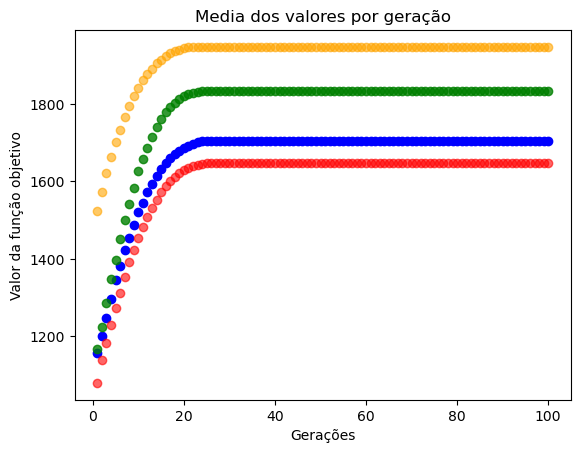 Media dos valores por geração
Valor da função objetivo
1800
1600
1400
1200
0 20 40 60 80 100
Gerações